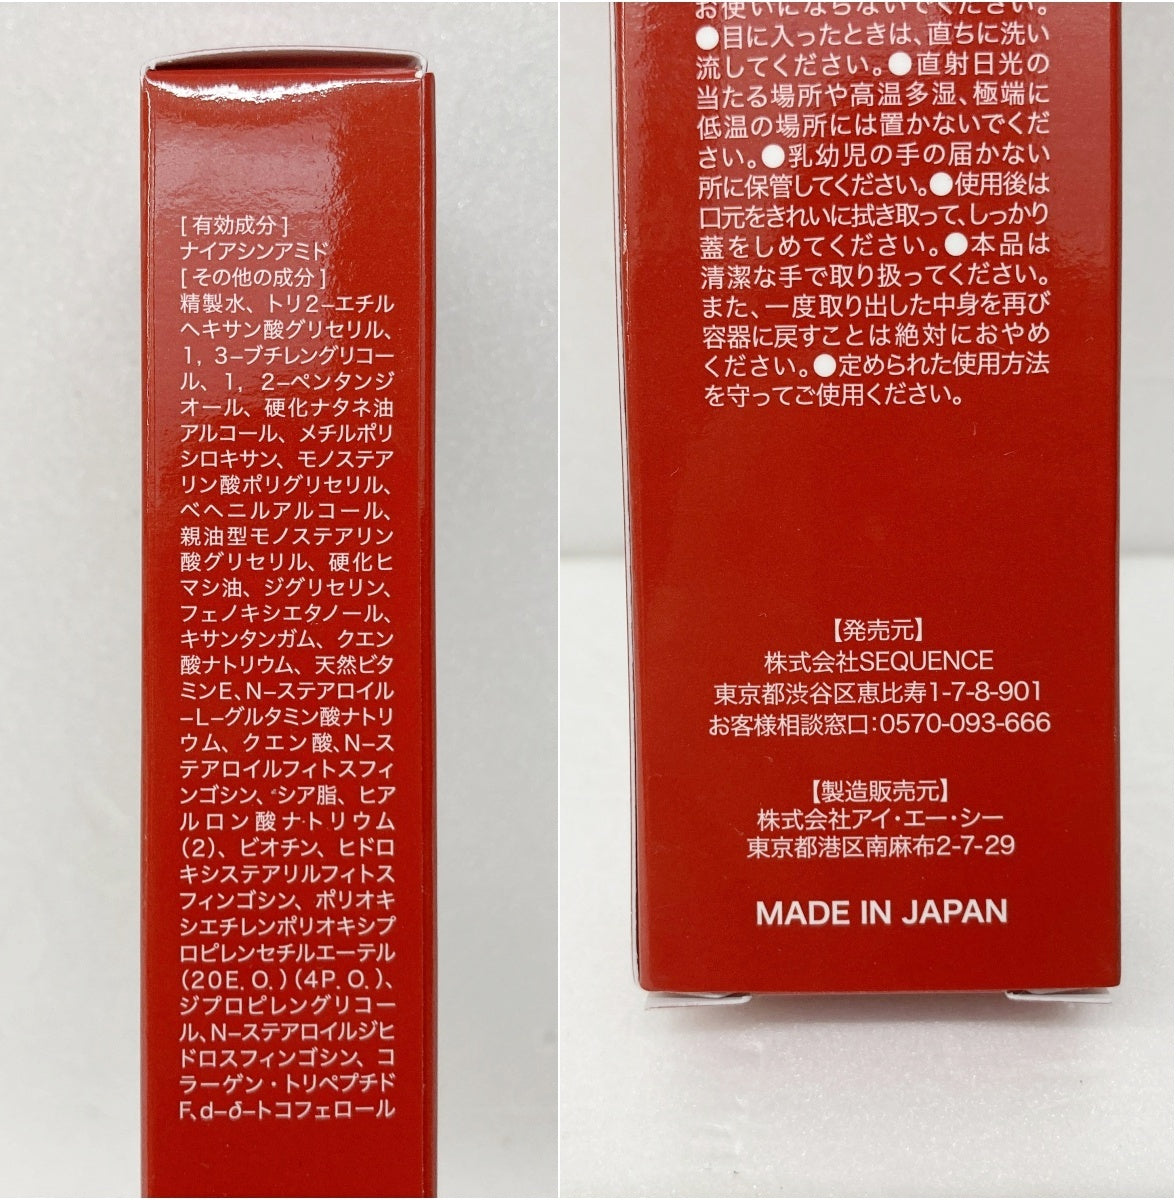 [有効成分]
ナイアシンアミド
[その他の成分]
精製水、トリ2−エチル
ヘキサン酸グリセリル、
1，3−ブチレングリコー
ル、1，2−ペンタンジ
オール、硬化ナタネ油
アルコール、メチルポリ
シロキサン、モノステア
リン酸ポリグリセリル、
ベヘニルアルコール、
親油型モノステアリン
酸グリセリル、硬化ヒ
マシ油、ジグリセリン、
フェノキシエタノール、
キサンタンガム、クエン
酸ナトリウム、天然ビタ
ミンE、N−ステアロイル
−L−グルタミン酸ナトリ
ウム、クエン酸、N−ス
テアロイルフィトスフィ
ンゴシン、シア脂、ヒア
ルロン酸ナトリウム
(2)、ビオチン、ヒドロ
キシステアリルフィトス
フィンゴシン、ポリオキ
シエチレンポリオキシプ
ロピレンセチルエーテル
(20E.O.)(4P.O.)、
ジプロピレングリコー
ル、N−ステアロイルジヒ
ドロスフィンゴシン、コ
ラーゲン・トリペプチド
F、d−δ−トコフェロール
お使いにならないでください。
●目に入ったときは、直ちに洗い
流してください。●直射日光の
当たる場所や高温多湿、極端に
低温の場所には置かないでくだ
さい。●乳幼児の手の届かない
所に保管してください。●使用後は
口元をきれいに拭き取って、しっかり
蓋をしめてください。●本品は
清潔な手で取り扱ってください。
また、一度取り出した中身を再び
容器に戻すことは絶対におやめ
ください。●定められた使用方法
を守ってご使用ください。
【発売元】
株式会社SEQUENCE
東京都渋谷区恵比寿1-7-8-901
お客様相談窓口：0570-093-666
【製造販売元】
株式会社アイ・エー・シー
東京都港区南麻布2-7-29
MADE IN JAPAN